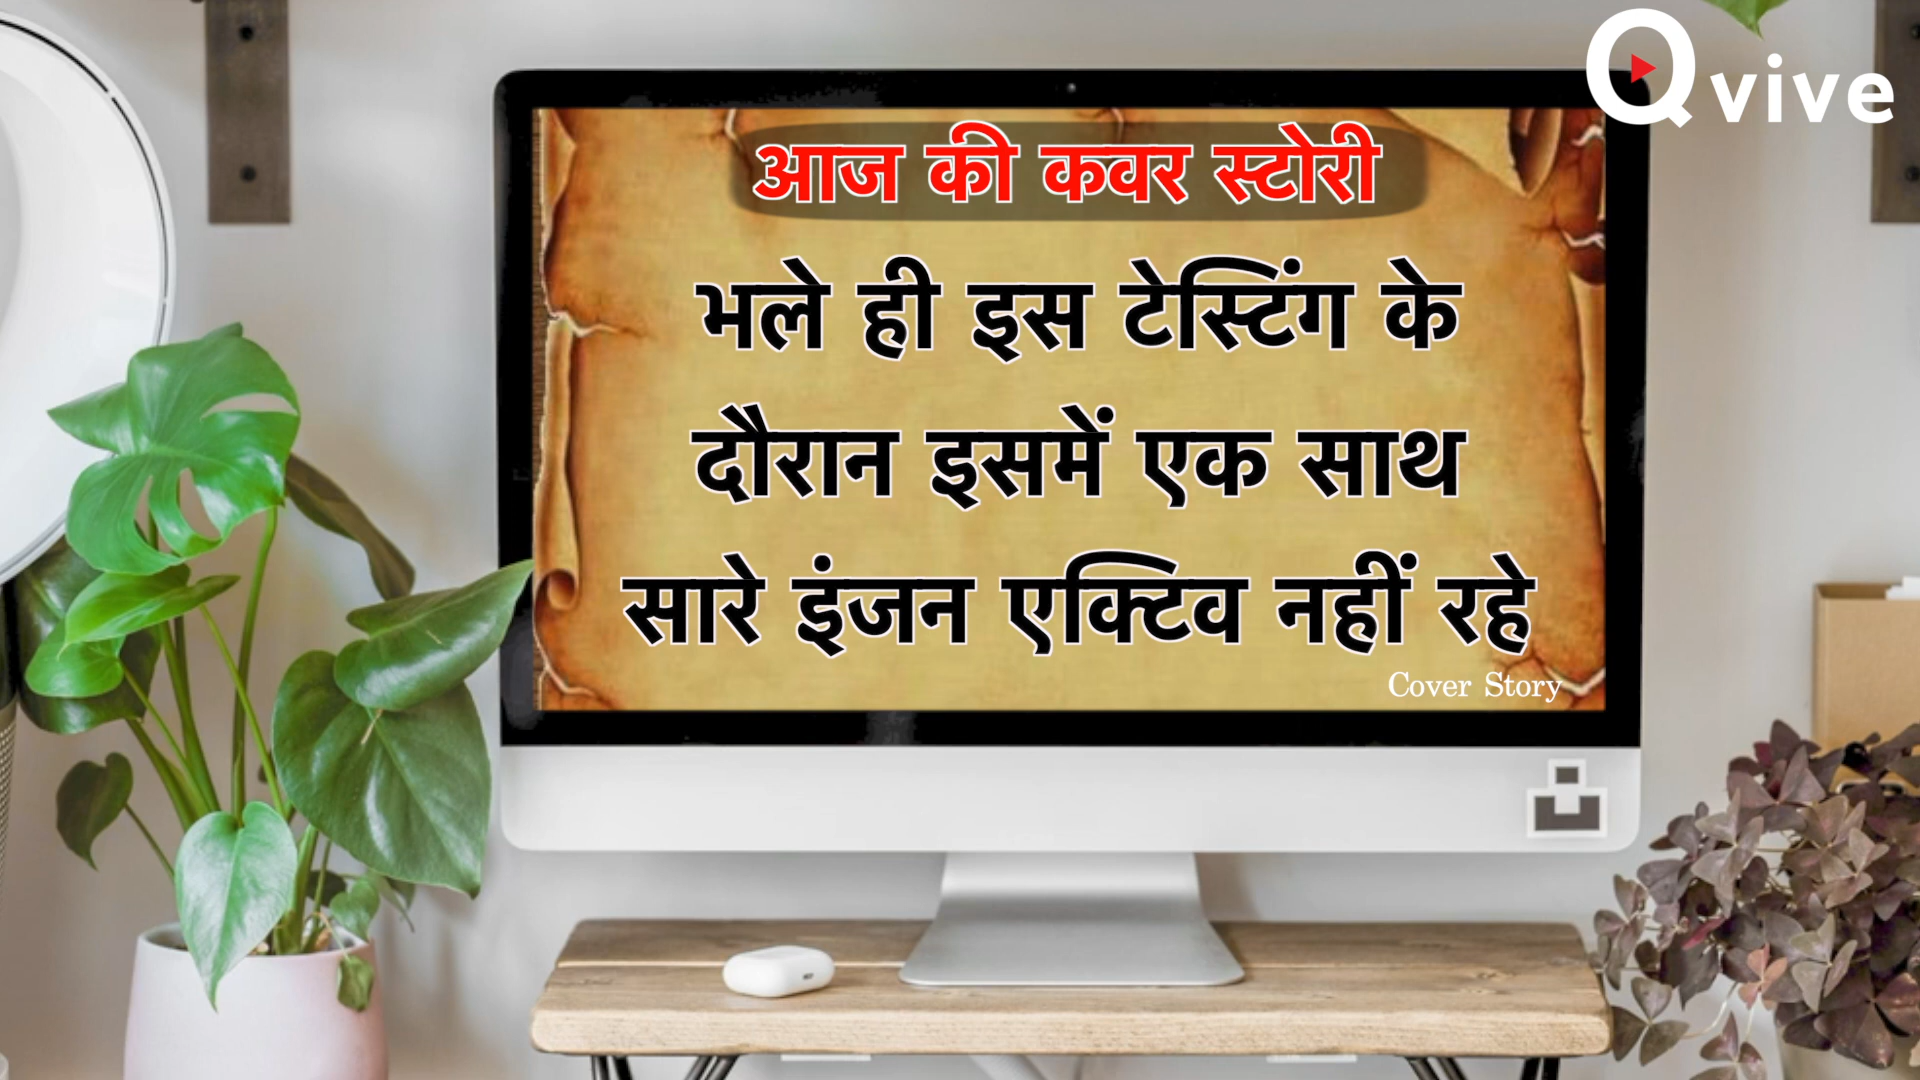 Qvive
आज की कवर स्टोरी
भले ही इस टेस्टिंग के
दौरान इसमें एक साथ
सारे इंजन एक्टिव नहीं रहे
Cover Story